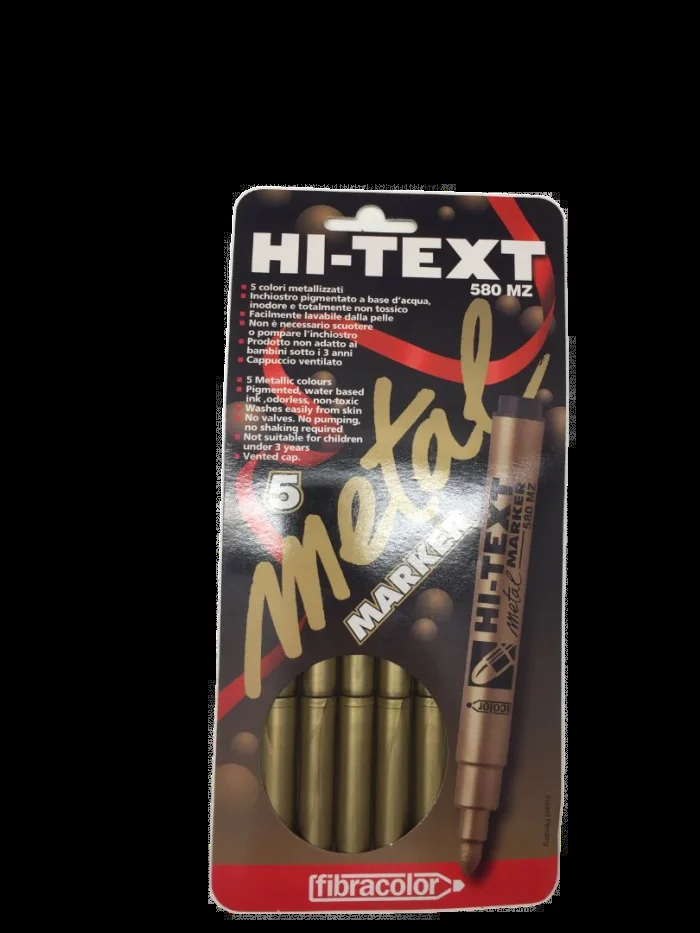 HI-TEXT
580 MZ
5 colori metallizzati
Inchiostro pigmentato a base d'acqua,
inodore e totalmente non tossico
Facilmente lavabile dalla pelle
Non è necessario scuotere
o pompare l'inchiostro
Prodotto non adatto ai
bambini sotto i 3 anni
Cappuccio ventilato
5 Metallic colours
Pigmented, water based
ink ,odorless, non-toxic
Washes easily from skin
No valves. No pumping,
no shaking required
Not suitable for children
under 3 years
Vented cap.
5
metal
MARKER
HI-TEXT
metal MARKER
580 MZ
fibracolor
Patent Pending
fibracolor